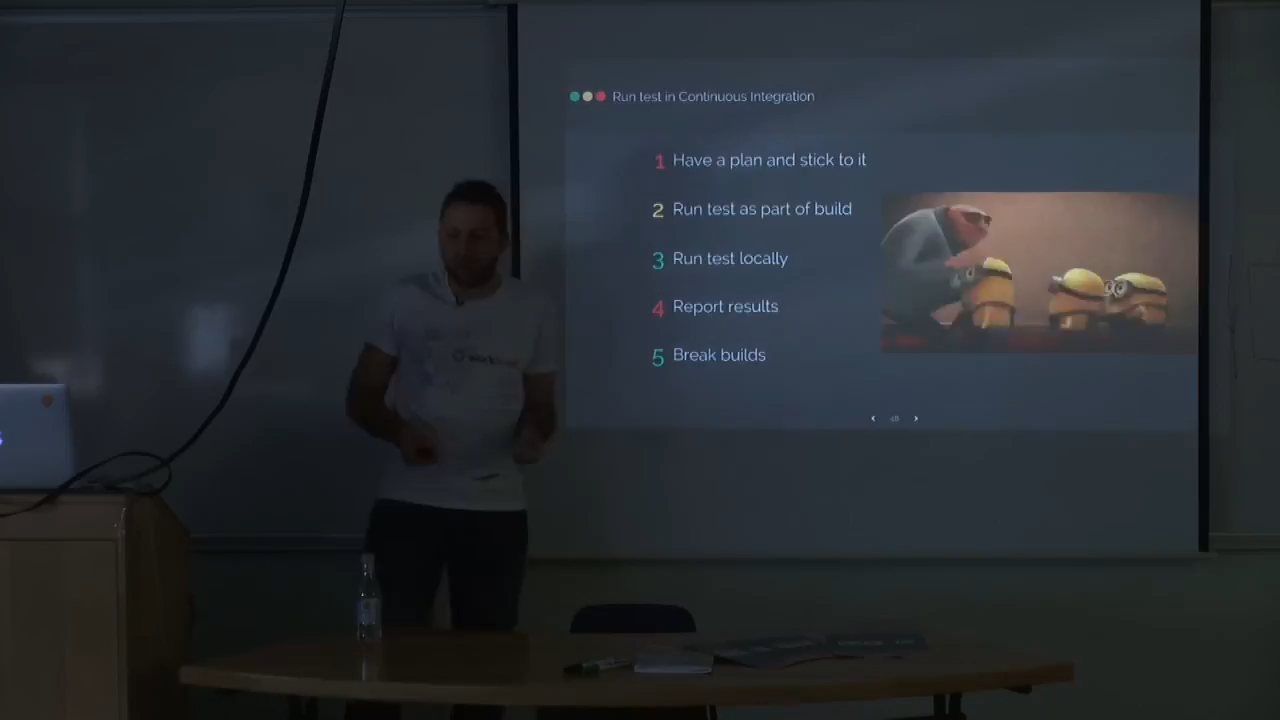 Run test in Continuous Integration
1 Have a plan and stick to it
2 Run test as part of build
3 Run test locally
4 Report results
5 Break builds